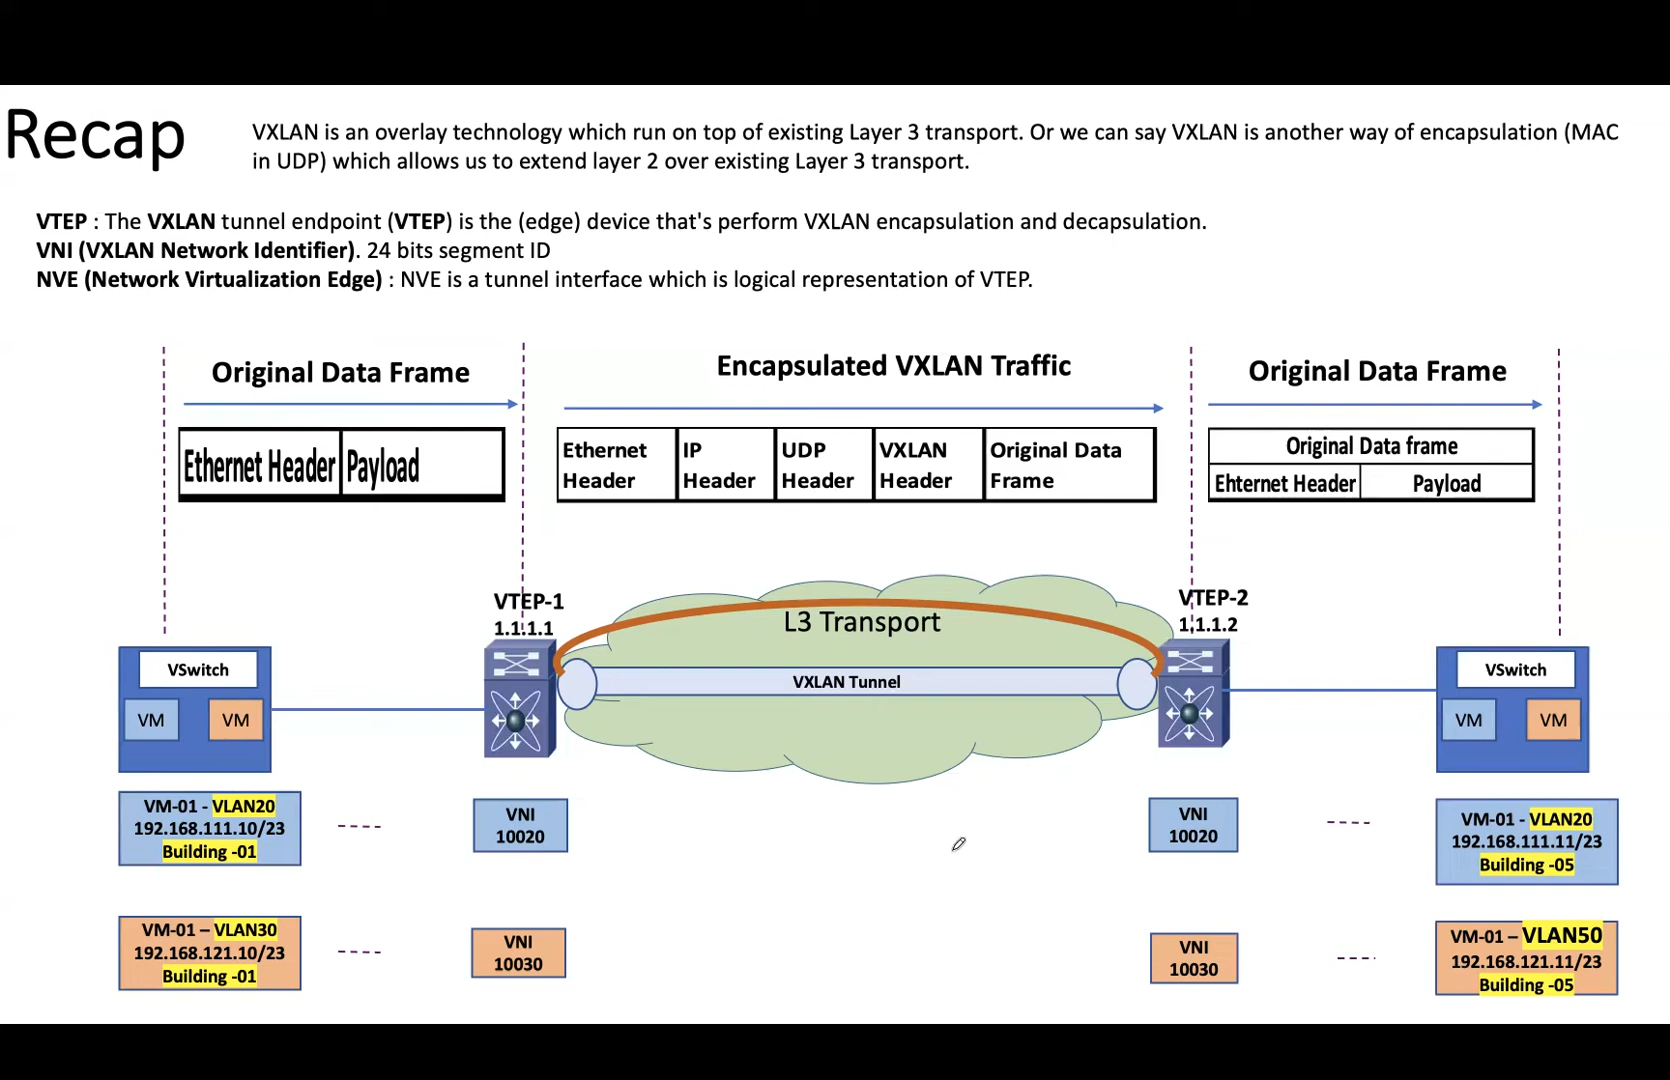 Recap
VXLAN is an overlay technology which run on top of existing Layer 3 transport. Or we can say VXLAN is another way of encapsulation (MAC
in UDP) which allows us to extend layer 2 over existing Layer 3 transport.
VTEP : The VXLAN tunnel endpoint (VTEP) is the (edge) device that's perform VXLAN encapsulation and decapsulation.
VNI (VXLAN Network Identifier). 24 bits segment ID
NVE (Network Virtualization Edge) : NVE is a tunnel interface which is logical representation of VTEP.
Original Data Frame
Ethernet Header
Payload
Encapsulated VXLAN Traffic
Ethernet
Header
IP
Header
UDP
Header
VXLAN
Header
Original Data
Frame
Original Data Frame
Original Data frame
Ehternet Header
Payload
VTEP-1
1.1.1.1
L3 Transport
VTEP-2
1.1.1.2
VSwitch
VM
VM
VXLAN Tunnel
VSwitch
VM
VM
VM-01 - VLAN20
192.168.111.10/23
Building -01
VNI
10020
VNI
10020
VM-01 - VLAN20
192.168.111.11/23
Building -05
VM-01 – VLAN30
192.168.121.10/23
Building -01
VNI
10030
VNI
10030
VM-01 – VLAN50
192.168.121.11/23
Building -05